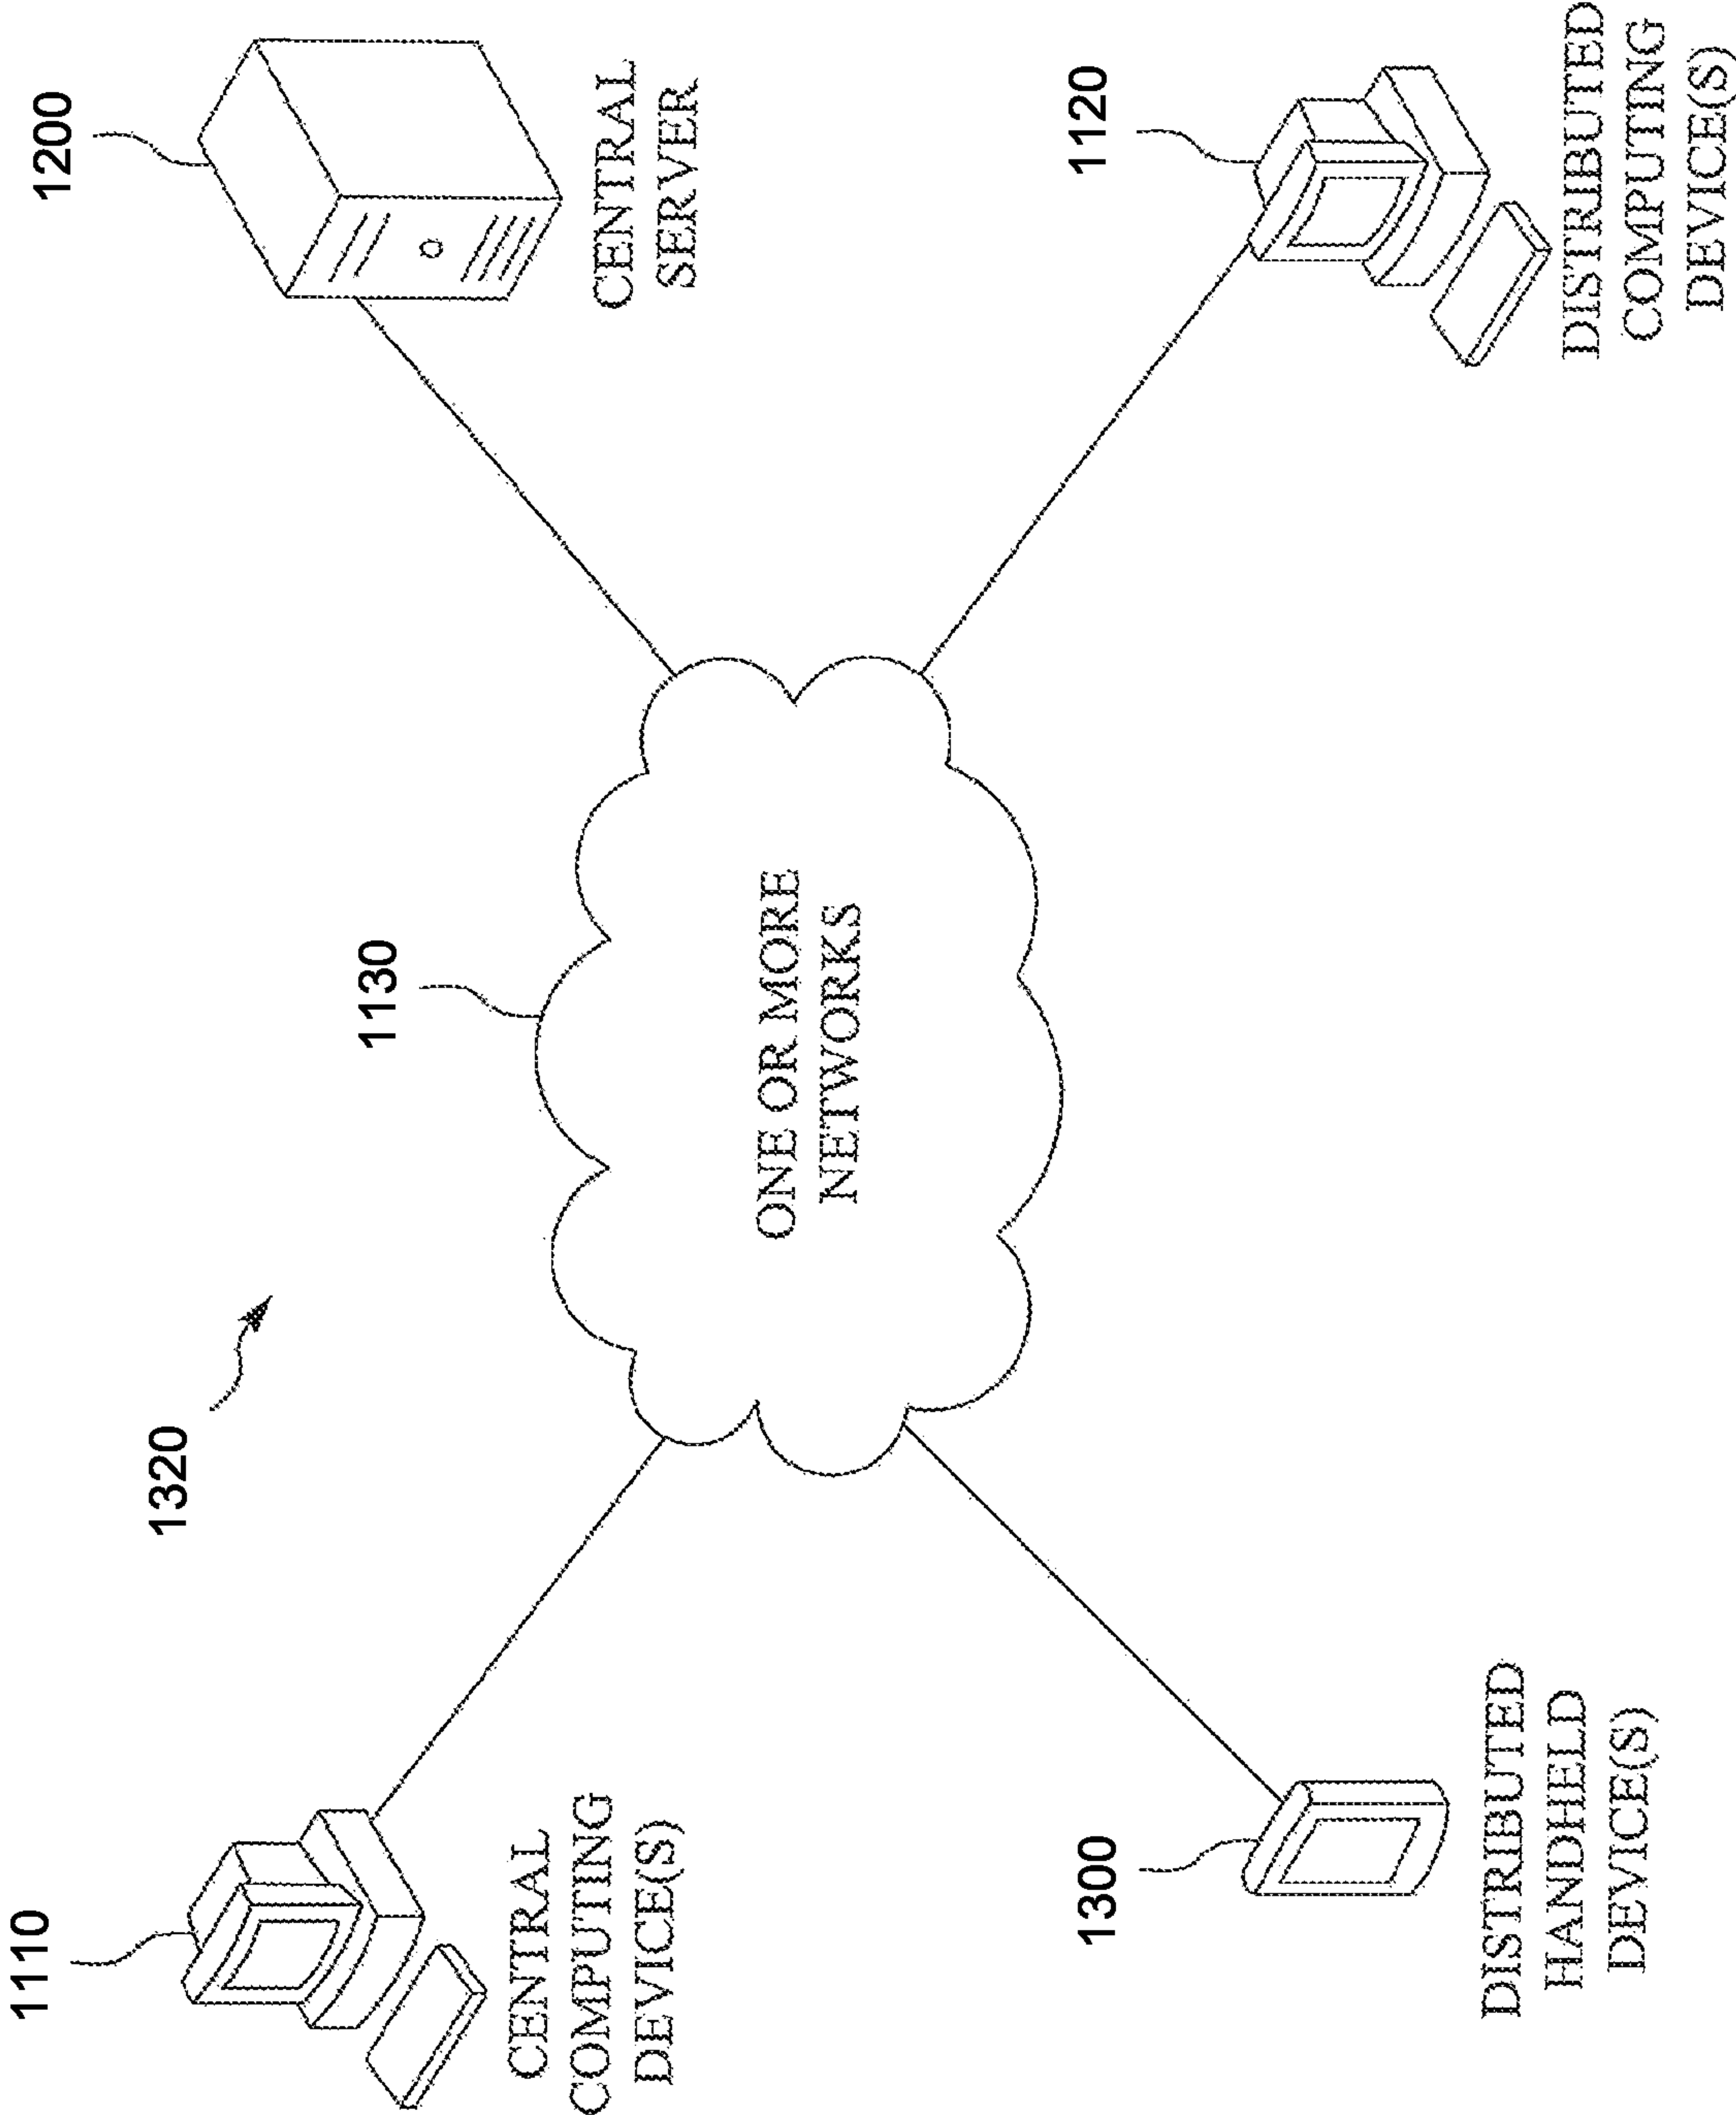 1110
CENTRAL
COMPUTING
DEVICE(S)
1320
1130
1200
CENTRAL
SERVER
ONE OR MORE
NETWORKS
1300
DISTRIBUTED
HANDHELD
DEVICE(S)
1120
DISTRIBUTED
COMPUTING
DEVICE(S)